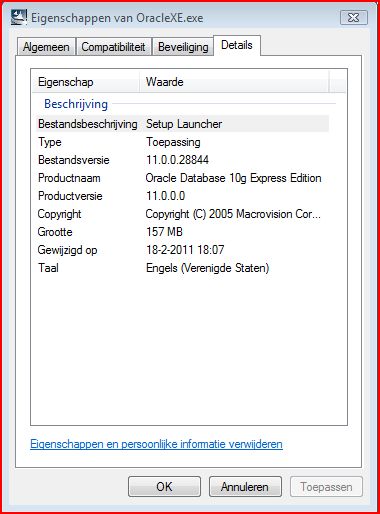 Eigenschappen van OracleXE.exe
Algemeen Compatibiliteit Beveiliging Details
Eigenschap Waarde
Beschrijving
Bestandsbeschrijving Setup Launcher
Type Toepassing
Bestandsversie 11.0.0.28844
Productnaam Oracle Database 10g Express Edition
Productversie 11.0.0.0
Copyright Copyright (C) 2005 Macrovision Cor...
Grootte 157 MB
Gewijzigd op 18-2-2011 18:07
Taal Engels (Verenigde Staten)
Eigenschappen en persoonlijke informatie verwijderen
OK Annuleren Toepassen